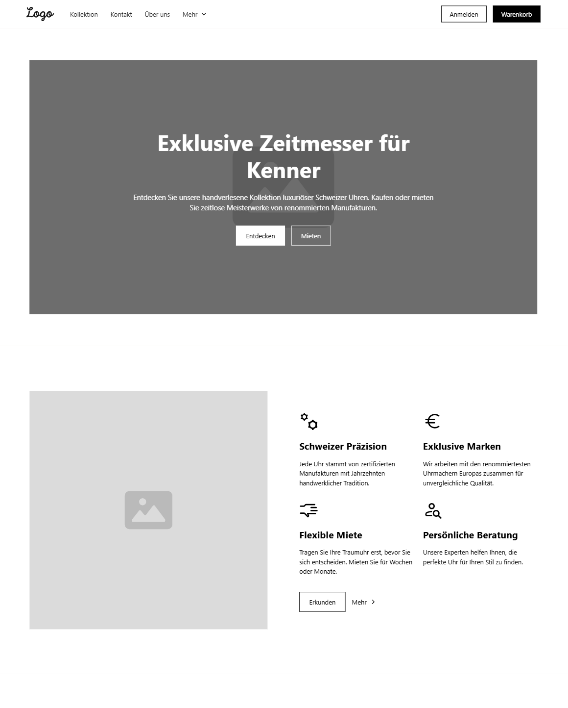 Logo
Kollektion
Kontakt
Über uns
Mehr
Anmelden
Warenkorb
Exklusive Zeitmesser für
Kenner
Entdecken Sie unsere handverlesene Kollektion luxuriöser Schweizer Uhren. Kaufen oder mieten
Sie zeitlose Meisterwerke von renommierten Manufakturen.
Entdecken
Mieten
Schweizer Präzision
Jede Uhr stammt von zertifizierten
Manufakturen mit Jahrzehnten
handwerklicher Tradition.
Exklusive Marken
Wir arbeiten mit den renommiertesten
Uhrmachern Europas zusammen für
unvergleichliche Qualität.
Flexible Miete
Tragen Sie Ihre Traumuhr erst, bevor Sie
sich entscheiden. Mieten Sie für Wochen
oder Monate.
Persönliche Beratung
Unsere Experten helfen Ihnen, die
perfekte Uhr für Ihren Stil zu finden.
Erkunden
Mehr